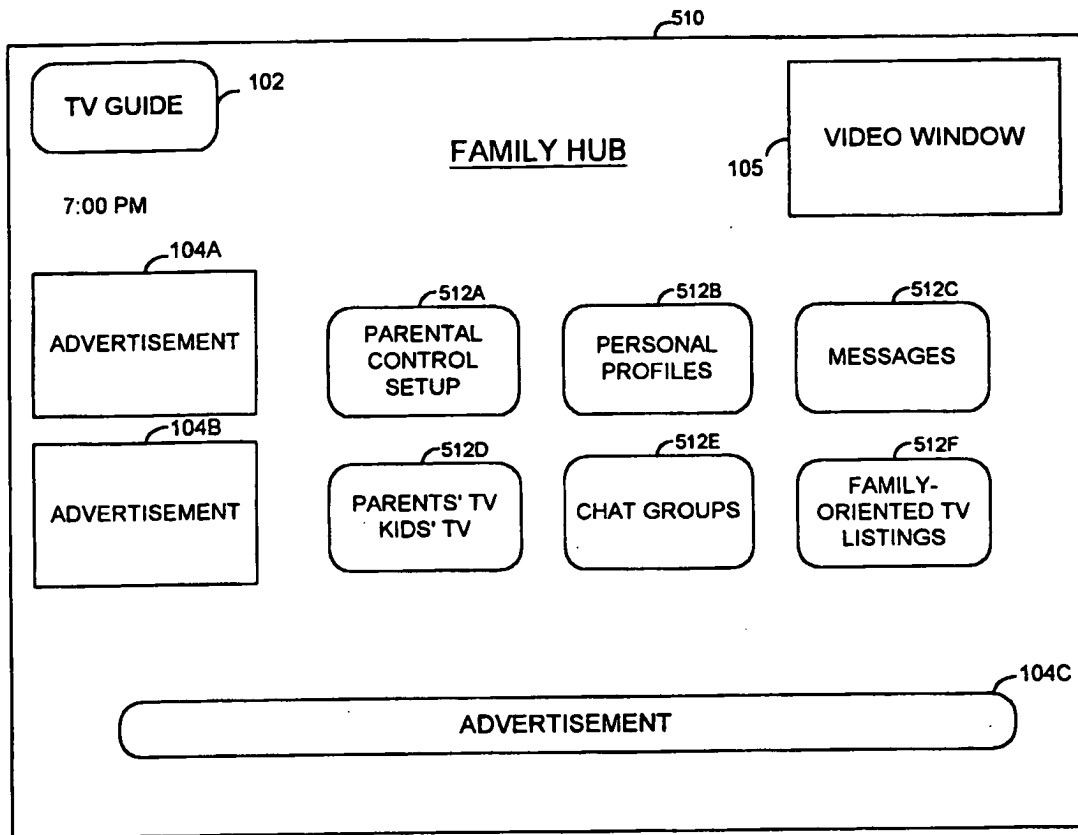 510
TV GUIDE
102
FAMILY HUB
VIDEO WINDOW
105
7:00 PM
104A
ADVERTISEMENT
512A
PARENTAL
CONTROL
SETUP
512B
PERSONAL
PROFILES
512C
MESSAGES
104B
ADVERTISEMENT
512D
PARENTS' TV
KIDS' TV
512E
CHAT GROUPS
512F
FAMILY-
ORIENTED TV
LISTINGS
104C
ADVERTISEMENT